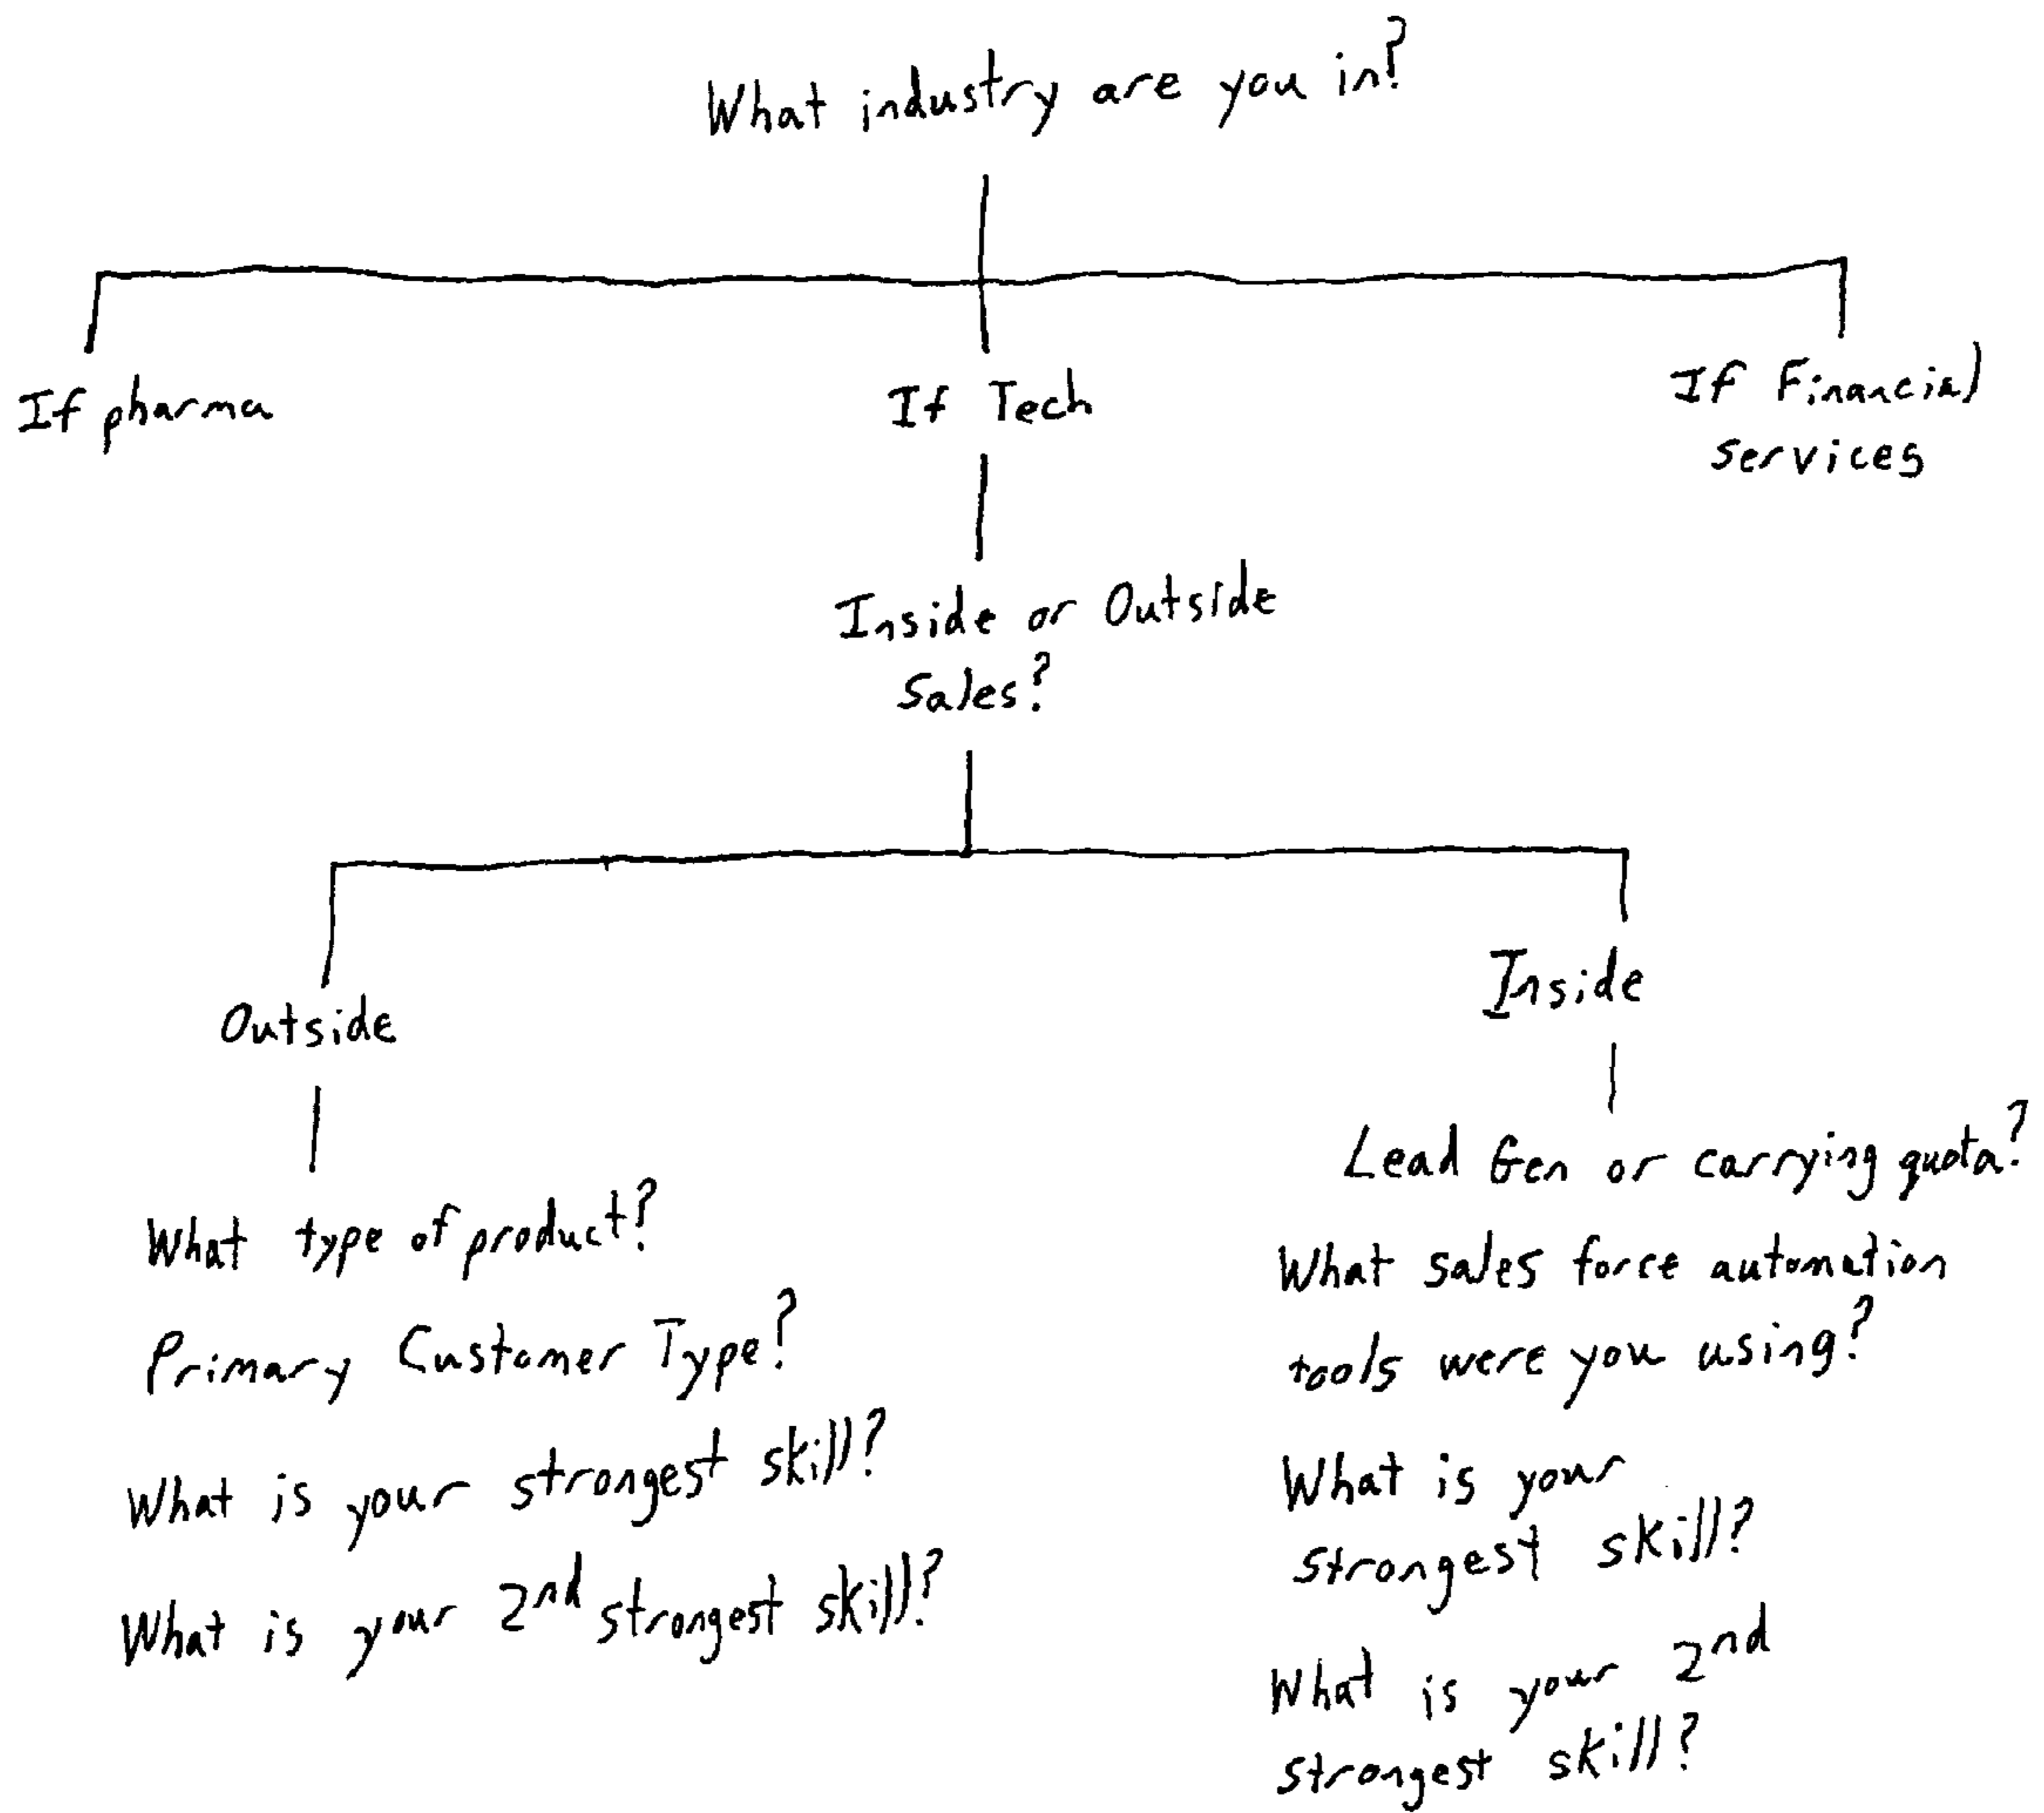 What industry are you in?
If pharma
If Tech
If Financial
services
Inside or Outside
Sales?
Outside
What type of product?
Primary Customer Type?
What is your strongest skill?
What is your 2nd strongest skill?
Inside
Lead Gen or carrying quota?
What sales force automation
tools were you using?
What is your
strongest skill?
What is your 2nd
strongest skill?